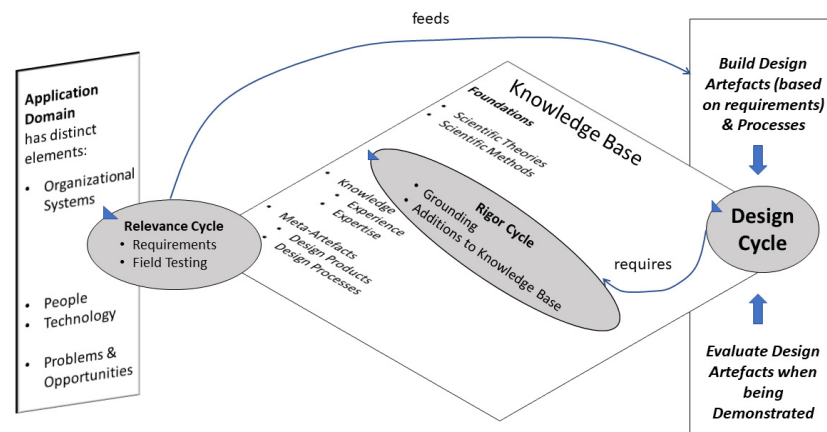 feeds
Application
Domain
has distinct
elements:
• Organizational
Systems
• People
• Technology
• Problems &
Opportunities
Relevance Cycle
• Requirements
• Field Testing
Knowledge Base
Foundations
• Scientific Theories
• Scientific Methods
• Knowledge
• Experience
• Expertise
• Meta-Artefacts
• Design Products
• Design Processes
Rigor Cycle
• Grounding
• Additions to Knowledge Base
requires
Build Design
Artefacts (based
on requirements)
& Processes
Design
Cycle
Evaluate Design
Artefacts when
being
Demonstrated